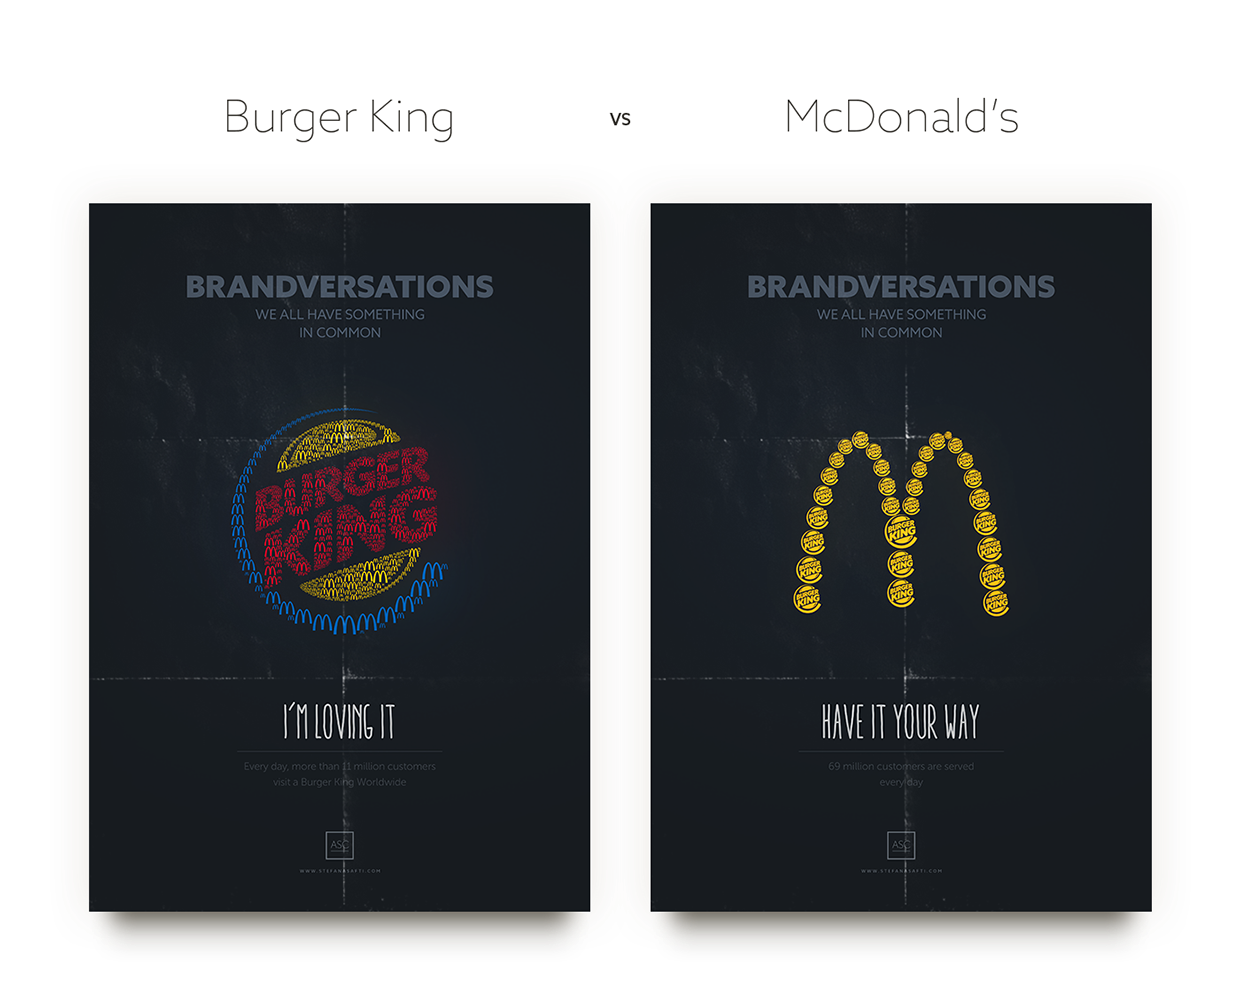 Burger King
vs
McDonald's
BRANDVERSATIONS
WE ALL HAVE SOMETHING
IN COMMON
BURGER
KING
I'M LOVING IT
Every day, more than 11 million customers
visit a Burger King Worldwide
ASC
WWW.STEFANASAFTI.COM
BRANDVERSATIONS
WE ALL HAVE SOMETHING
IN COMMON
BURGER
KING
HAVE IT YOUR WAY
69 million customers are served
every day
ASC
WWW.STEFANASAFTI.COM